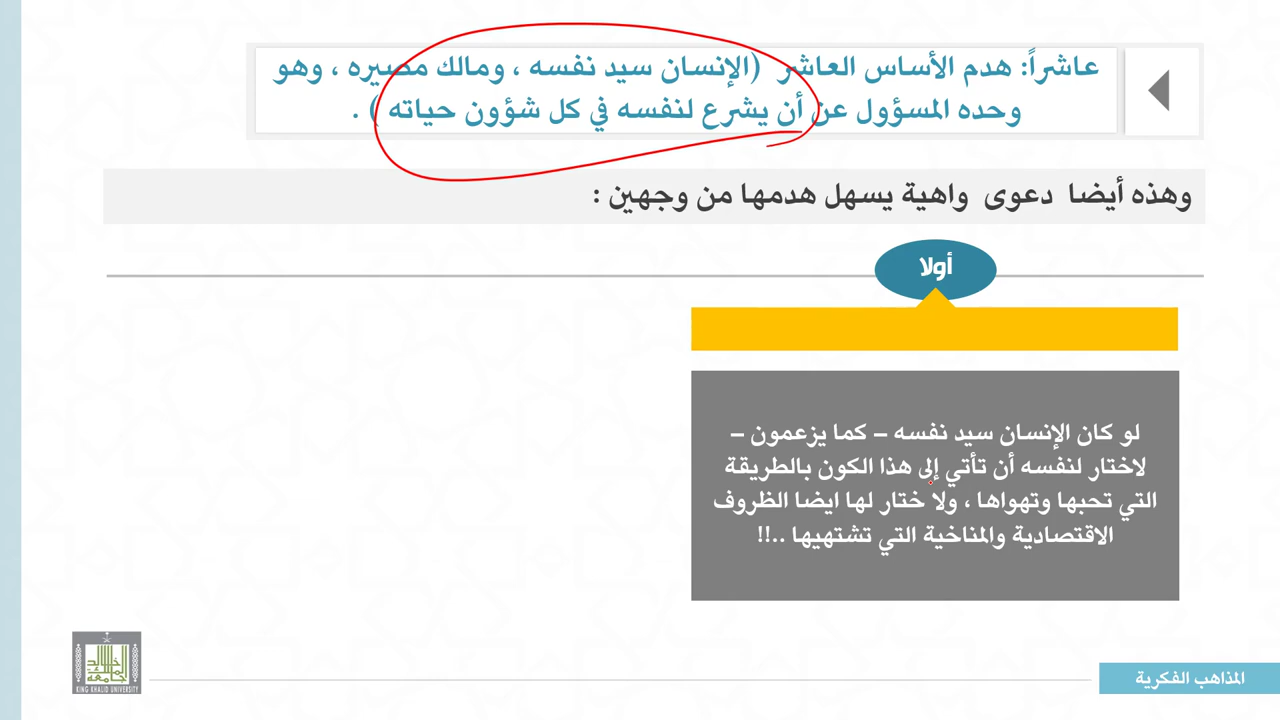 عاشراً: هدم الأساس العاشر (الإنسان سيد نفسه ، ومالك مصيره ، وهو
وحده المسؤول عن أن يشرع لنفسه في كل شؤون حياته ) .
وهذه أيضا دعوى واهية يسهل هدمها من وجهين :
أولا
لو كان الإنسان سيد نفسه – كما يزعمون –
لاختار لنفسه أن تأتي إلى هذا الكون بالطريقة
التي تحبها وتهواها ، ولا ختار لها ايضا الظروف
الاقتصادية والمناخية التي تشتهيها ..!!
جامعة الملك خالد
KING KHALID UNIVERSITY
المذاهب الفكرية